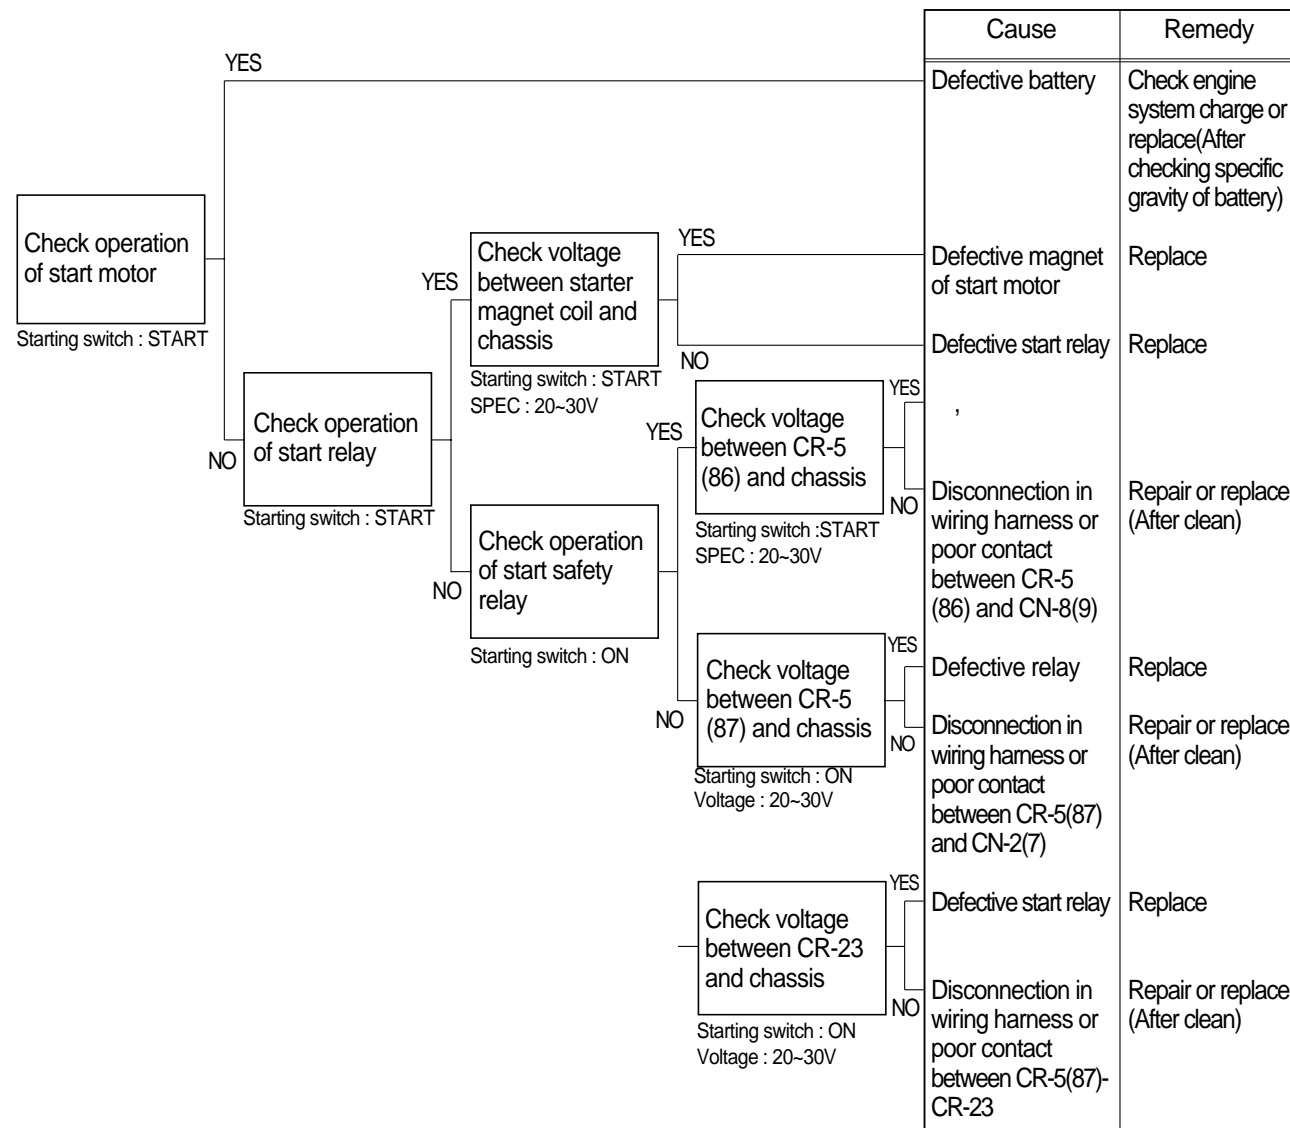 Cause
Remedy
YES
Defective battery
Check engine
system charge or
replace(After
checking specific
gravity of battery)
Check operation
of start motor
Starting switch : START
YES
Check voltage
between starter
magnet coil and
chassis
Starting switch : START
SPEC : 20~30V
YES
Defective magnet
of start motor
Replace
NO
Defective start relay
Replace
NO
Check operation
of start relay
Starting switch : START
YES
Check voltage
between CR-5
(86) and chassis
Starting switch :START
SPEC : 20~30V
YES
,
NO
Disconnection in
wiring harness or
poor contact
between CR-5
(86) and CN-8(9)
Repair or replace
(After clean)
NO
Check operation
of start safety
relay
Starting switch : ON
NO
Check voltage
between CR-5
(87) and chassis
Starting switch : ON
Voltage : 20~30V
YES
Defective relay
Replace
NO
Disconnection in
wiring harness or
poor contact
between CR-5(87)
and CN-2(7)
Repair or replace
(After clean)
Check voltage
between CR-23
and chassis
Starting switch : ON
Voltage : 20~30V
YES
Defective start relay
Replace
NO
Disconnection in
wiring harness or
poor contact
between CR-5(87)-
CR-23
Repair or replace
(After clean)